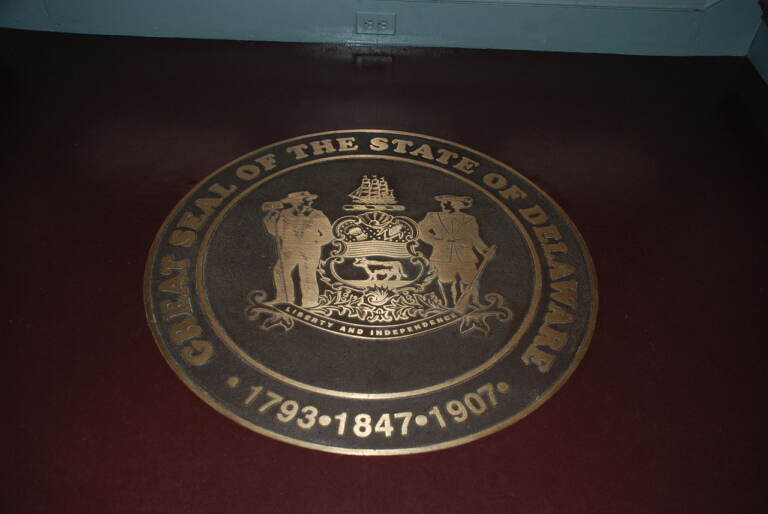 GREAT SEAL OF THE STATE OF DELAWARE
LIBERTY AND INDEPENDENCE
•1793•1847•1907•